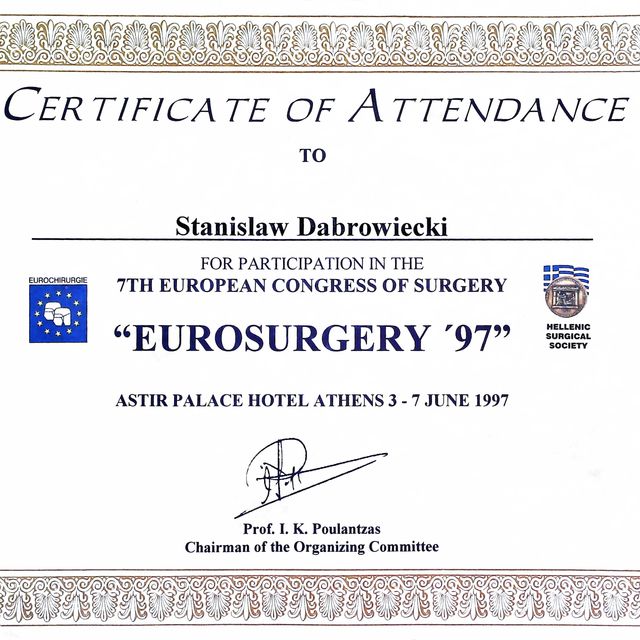 CERTIFICATE OF ATTENDANCE
TO
Stanislaw Dabrowiecki
FOR PARTICIPATION IN THE
7TH EUROPEAN CONGRESS OF SURGERY
EUROCHIRURGIE
“EUROSURGERY ´97”
HELLENIC
SURGICAL
SOCIETY
ASTIR PALACE HOTEL ATHENS 3 - 7 JUNE 1997
Prof. I. K. Poulantzas
Chairman of the Organizing Committee